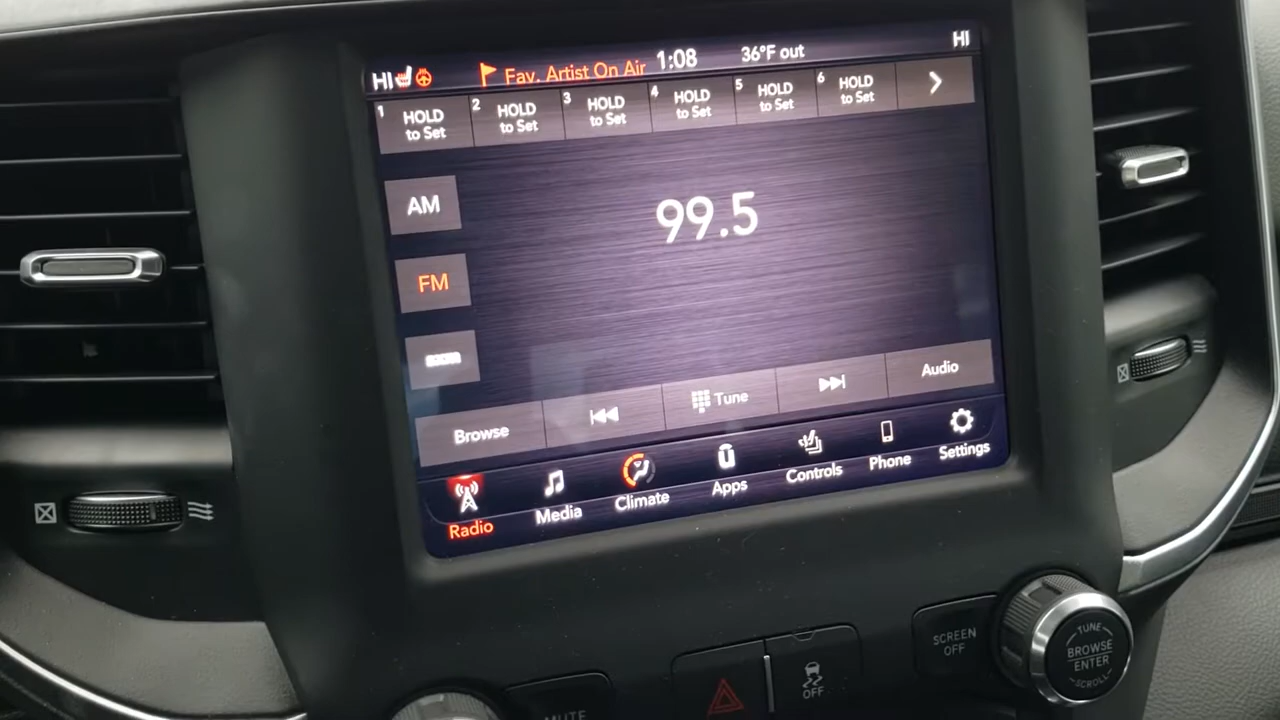 HI
Fav. Artist On Air
1:08
36°F out
HI
1 HOLD to Set
2 HOLD to Set
3 HOLD to Set
4 HOLD to Set
5 HOLD to Set
6 HOLD to Set
AM
99.5
FM
Browse
Tune
Audio
Radio
Media
Climate
Apps
Controls
Phone
Settings
MUTE
OFF
SCREEN
OFF
TUNE
BROWSE
ENTER
SCROLL